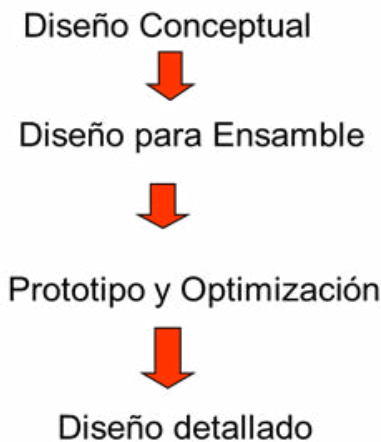 Diseño Conceptual
Diseño para Ensamble
Prototipo y Optimización
Diseño detallado